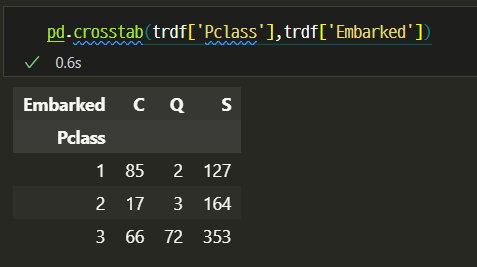 pd.crosstab(trdf['Pclass'],trdf['Embarked'])
0.6s
Embarked C Q S
Pclass
1 85 2 127
2 17 3 164
3 66 72 353